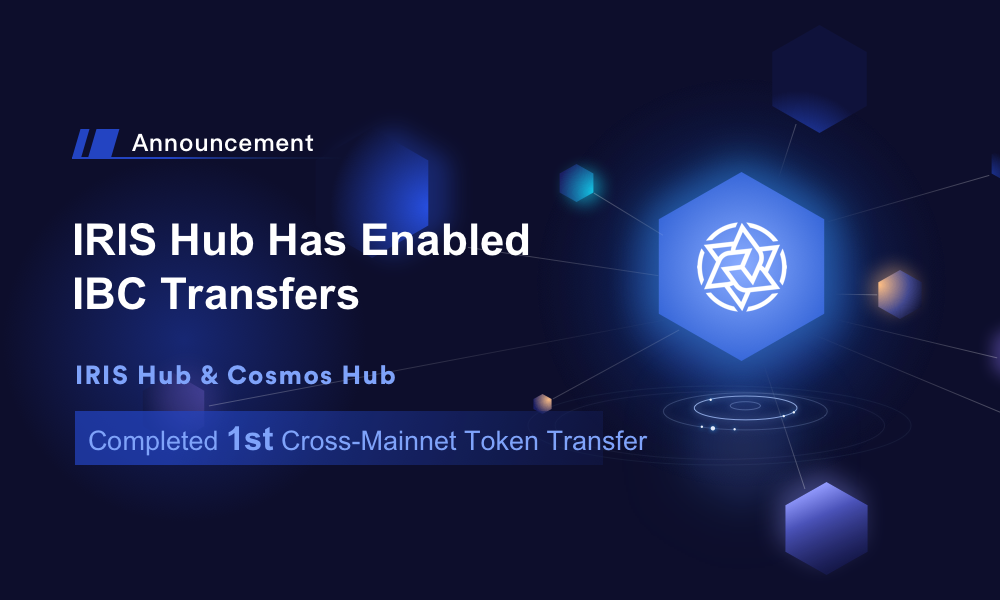 Announcement
IRIS Hub Has Enabled
IBC Transfers
IRIS Hub & Cosmos Hub
Completed 1st Cross-Mainnet Token Transfer